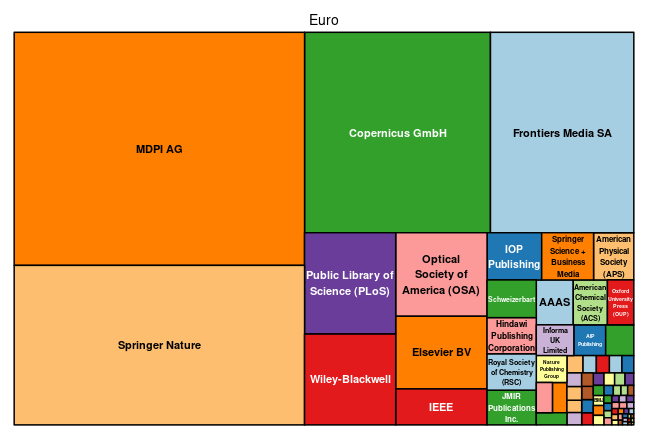 Euro
MDPI AG
Copernicus GmbH
Frontiers Media SA
Springer Nature
Public Library of
Science (PLoS)
Optical
Society of
America (OSA)
IOP
Publishing
Springer
Science +
Business
Media
American
Physical
Society
(APS)
Schweizerbart
AAAS
American
Chemical
Society
(ACS)
Oxford
University
Press
(OUP)
Wiley-Blackwell
Elsevier BV
IEEE
Hindawi
Publishing
Corporation
Informa
UK
Limited
AIP
Publishing
Royal Society
of Chemistry
(RSC)
Nature
Publishing
Group
JMIR
Publications
Inc.